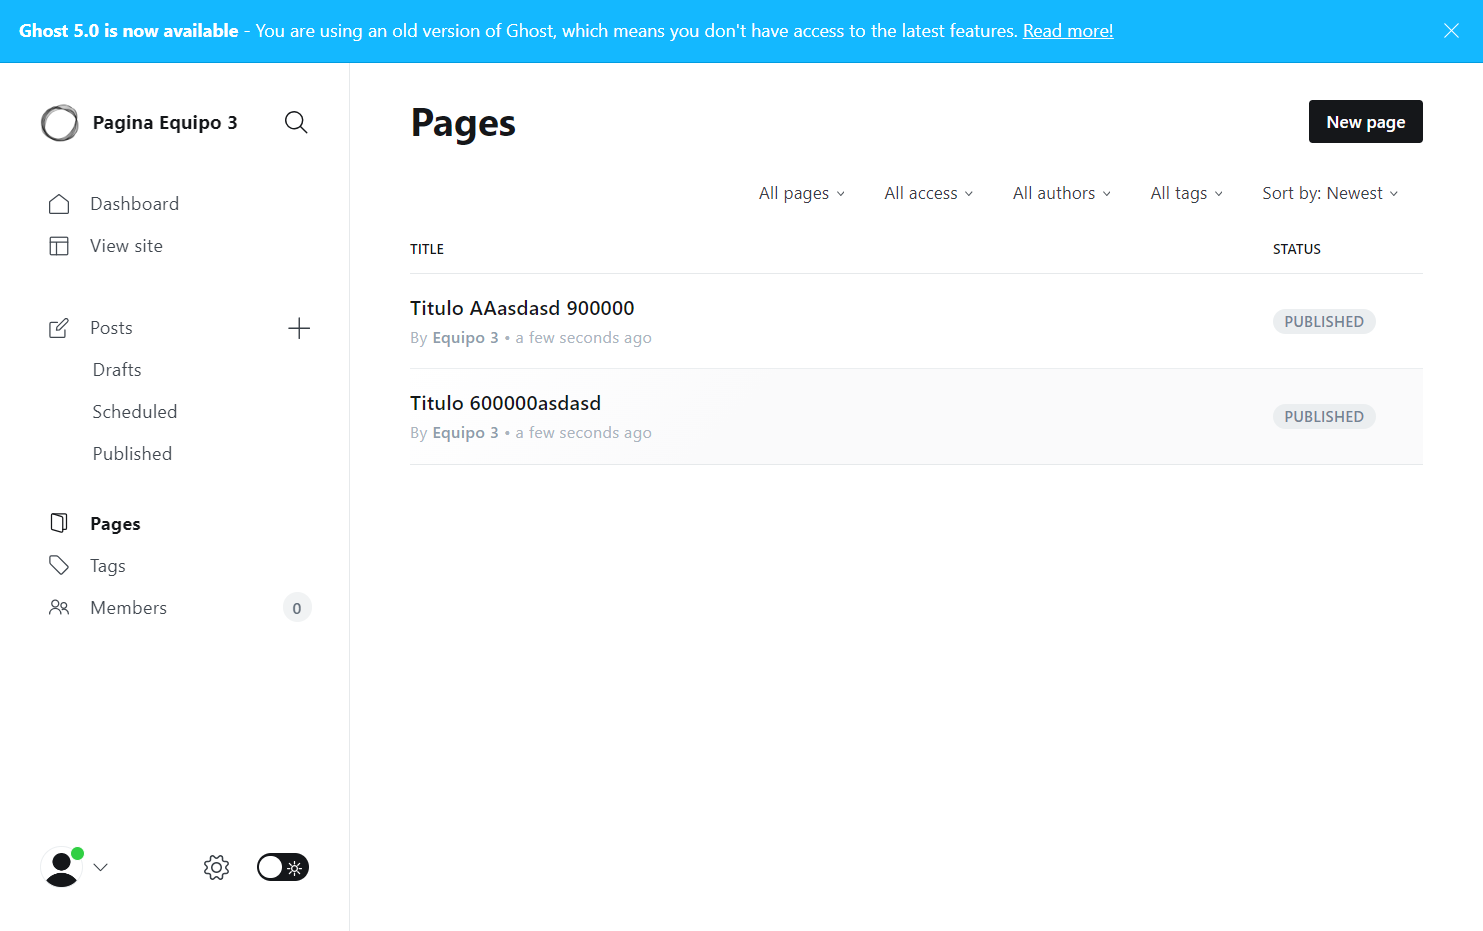 Ghost 5.0 is now available - You are using an old version of Ghost, which means you don't have access to the latest features. Read more!
Pagina Equipo 3
Dashboard
View site
Posts
Drafts
Scheduled
Published
Pages
Tags
Members 0
Pages
New page
All pages All access All authors All tags Sort by: Newest
TITLE STATUS
Titulo AAasdasd 900000
By Equipo 3 • a few seconds ago
PUBLISHED
Titulo 600000asdasd
By Equipo 3 • a few seconds ago
PUBLISHED